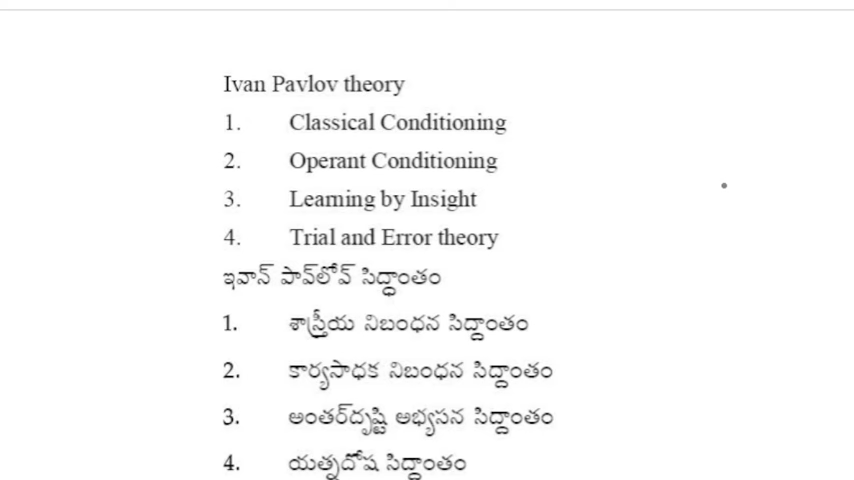 Ivan Pavlov theory
1. Classical Conditioning
2. Operant Conditioning
3. Learning by Insight
4. Trial and Error theory
ఇవాన్ పావ్‌లోవ్ సిద్ధాంతం
1. శాస్త్రీయ నిబంధన సిద్దాంతం
2. కార్యసాధక నిబంధన సిద్దాంతం
3. అంతర్‌దృష్టి అభ్యసన సిద్దాంతం
4. యత్నదోష సిద్దాంతం